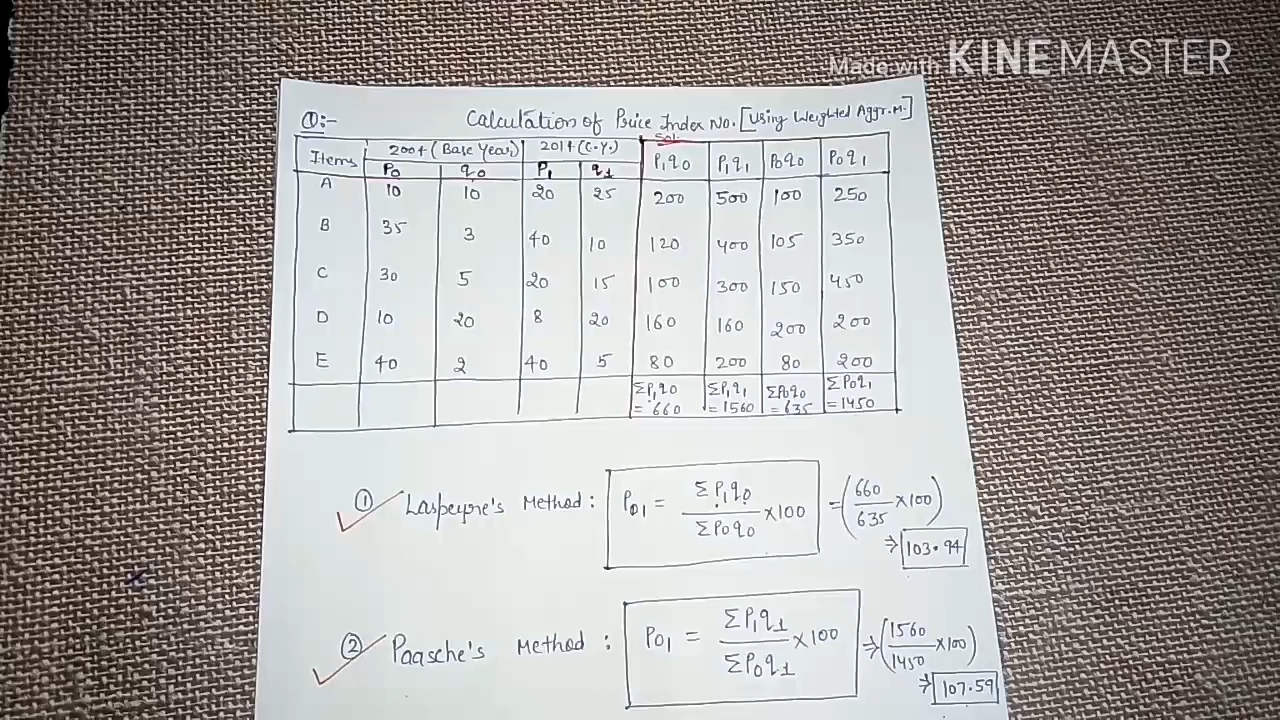 Made with KINEMASTER
①:- Calculation of Price Index No. [Using Weighted Aggr. M.]
Sol.
Items 2004 (Base Year) 2014 (C.Y.) P₁q₀ P₁q₁ P₀q₀ P₀q₁
P₀ q₀ P₁ q₁
A 10 10 20 25 200 500 100 250
B 35 3 40 10 120 400 105 350
C 30 5 20 15 100 300 150 450
D 10 20 8 20 160 160 200 200
E 40 2 40 5 80 200 80 200
ΣP₁q₀ ΣP₁q₁ ΣP₀q₀ ΣP₀q₁
= 660 = 1560 = 635 = 1450
① Laspeyre's Method : P₀₁ = ΣP₁q₀ / ΣP₀q₀ ×100 = (660/635 ×100)
⇒ 103.94
② Paasche's Method : P₀₁ = ΣP₁q₁ / ΣP₀q₁ ×100 ⇒ (1560/1450 ×100)
⇒ 107.59